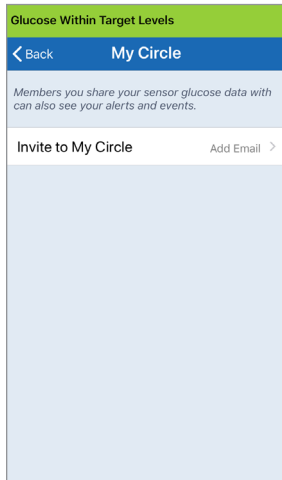 Glucose Within Target Levels
Back My Circle
Members you share your sensor glucose data with
can also see your alerts and events.
Invite to My Circle Add Email